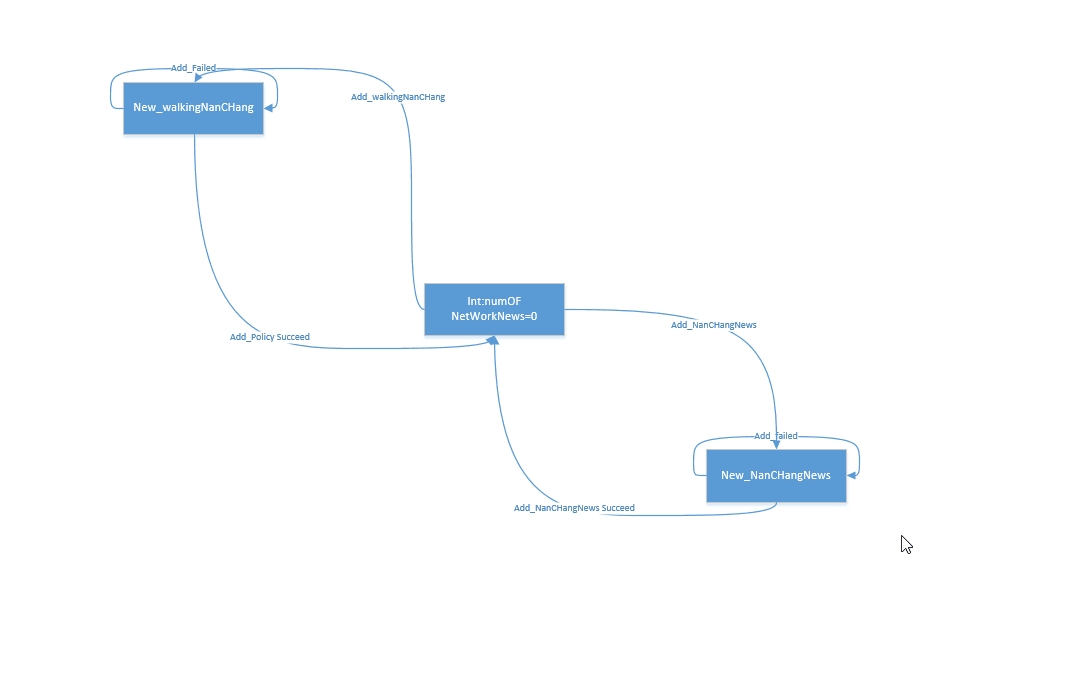 Add_Failed
New_walkingNanCHang
Add_walkingNanCHang
Int:numOF
NetWorkNews=0
Add_NanCHangNews
Add_Policy Succeed
Add_failed
New_NanCHangNews
Add_NanCHangNews Succeed